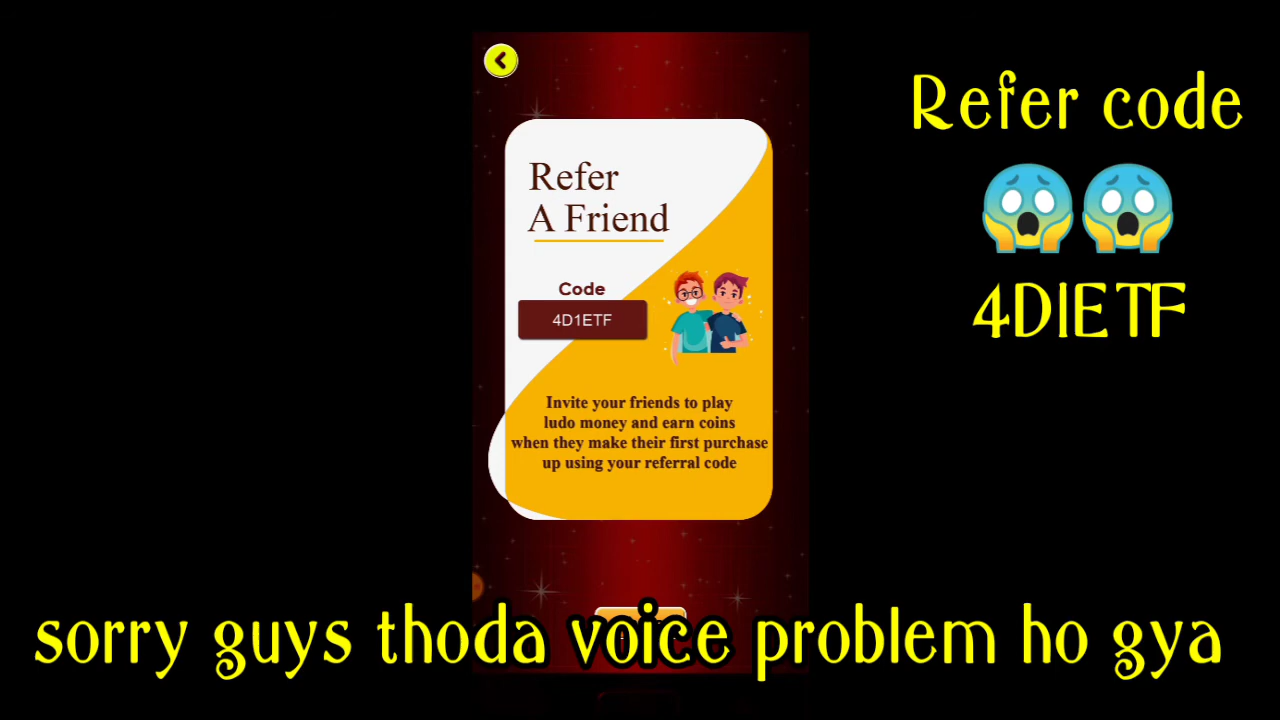 Refer code
4D1ETF
Refer
A Friend
Code
4D1ETF
Invite your friends to play
ludo money and earn coins
when they make their first purchase
up using your referral code
sorry guys thoda voice problem ho gya